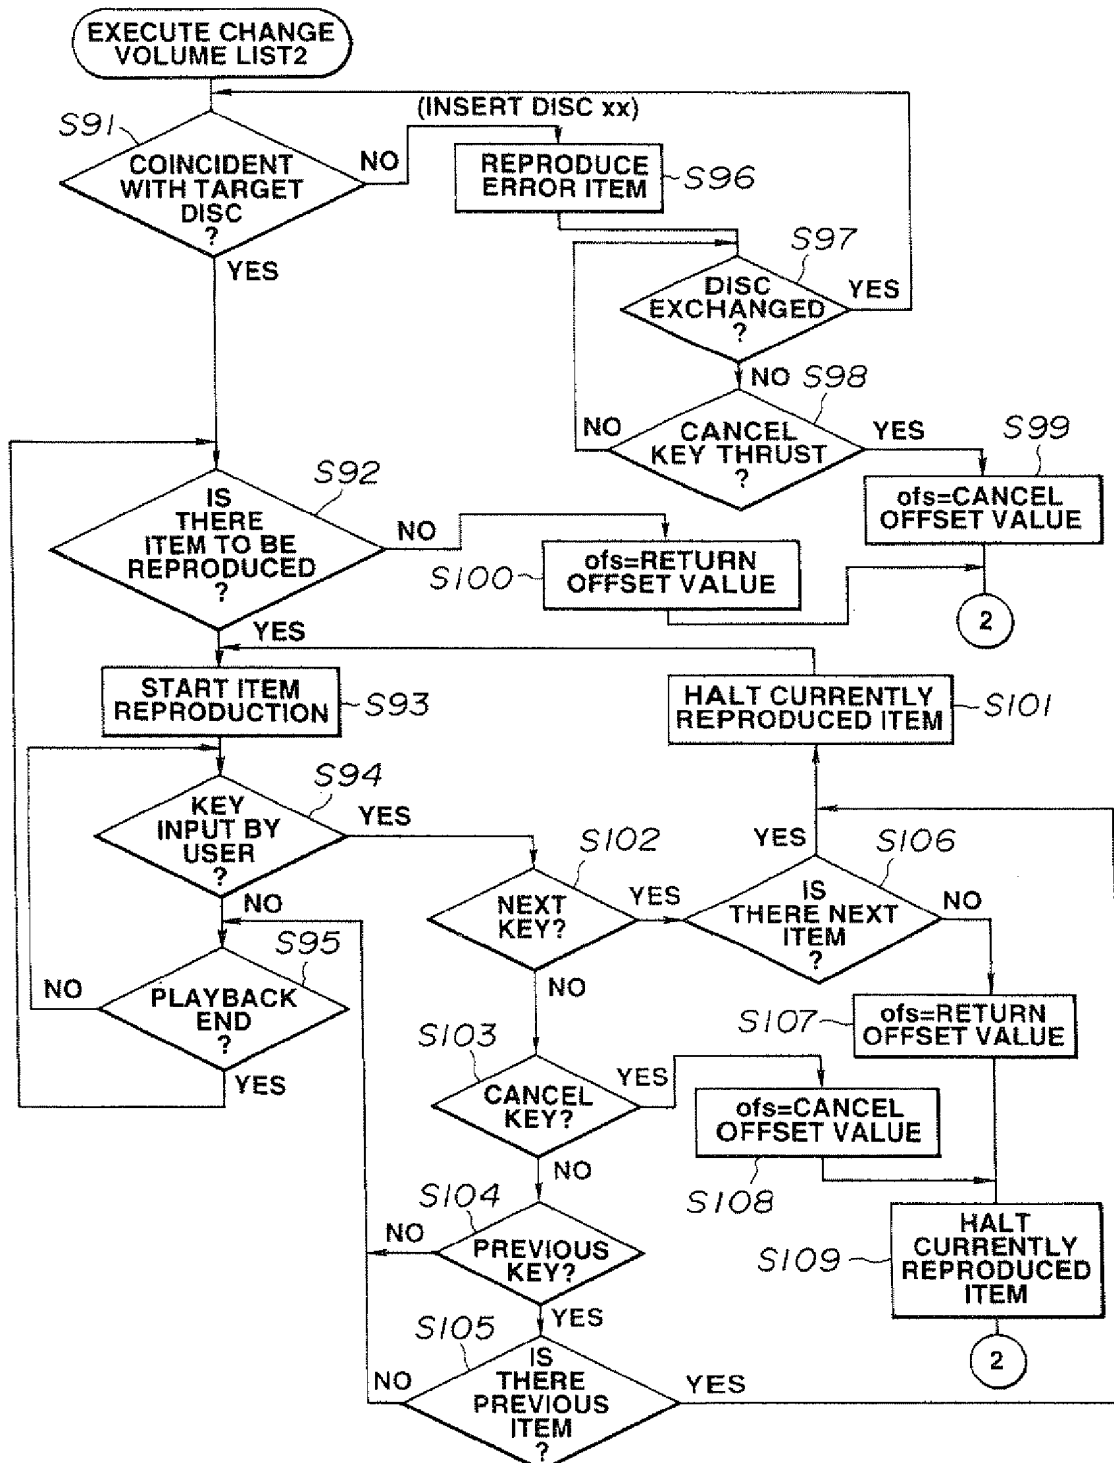 EXECUTE CHANGE
VOLUME LIST2
(INSERT DISC xx)
S91
COINCIDENT
WITH TARGET
DISC
?
NO
YES
REPRODUCE
ERROR ITEM
S96
S97
DISC
EXCHANGED
?
YES
NO
S98
CANCEL
KEY THRUST
?
NO
YES
S99
ofs=CANCEL
OFFSET VALUE
2
S92
IS
THERE
ITEM TO BE
REPRODUCED
?
NO
YES
S100
ofs=RETURN
OFFSET VALUE
START ITEM
REPRODUCTION
S93
HALT CURRENTLY
REPRODUCED ITEM
S101
S94
KEY
INPUT BY
USER
?
YES
NO
S95
PLAYBACK
END
?
NO
YES
S102
NEXT
KEY?
YES
NO
S106
IS
THERE NEXT
ITEM
?
YES
NO
S107
ofs=RETURN
OFFSET VALUE
S103
CANCEL
KEY?
YES
NO
ofs=CANCEL
OFFSET VALUE
S108
S104
PREVIOUS
KEY?
NO
YES
S109
HALT
CURRENTLY
REPRODUCED
ITEM
2
S105
IS
THERE
PREVIOUS
ITEM
?
NO
YES